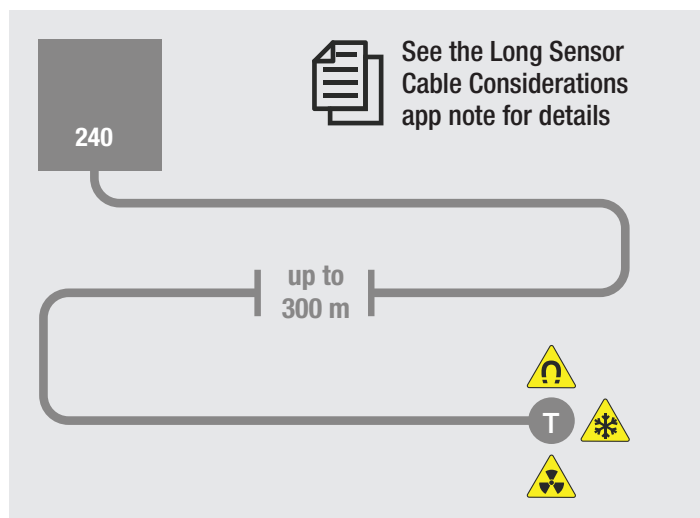 See the Long Sensor
Cable Considerations
app note for details
240
up to
300 m
T